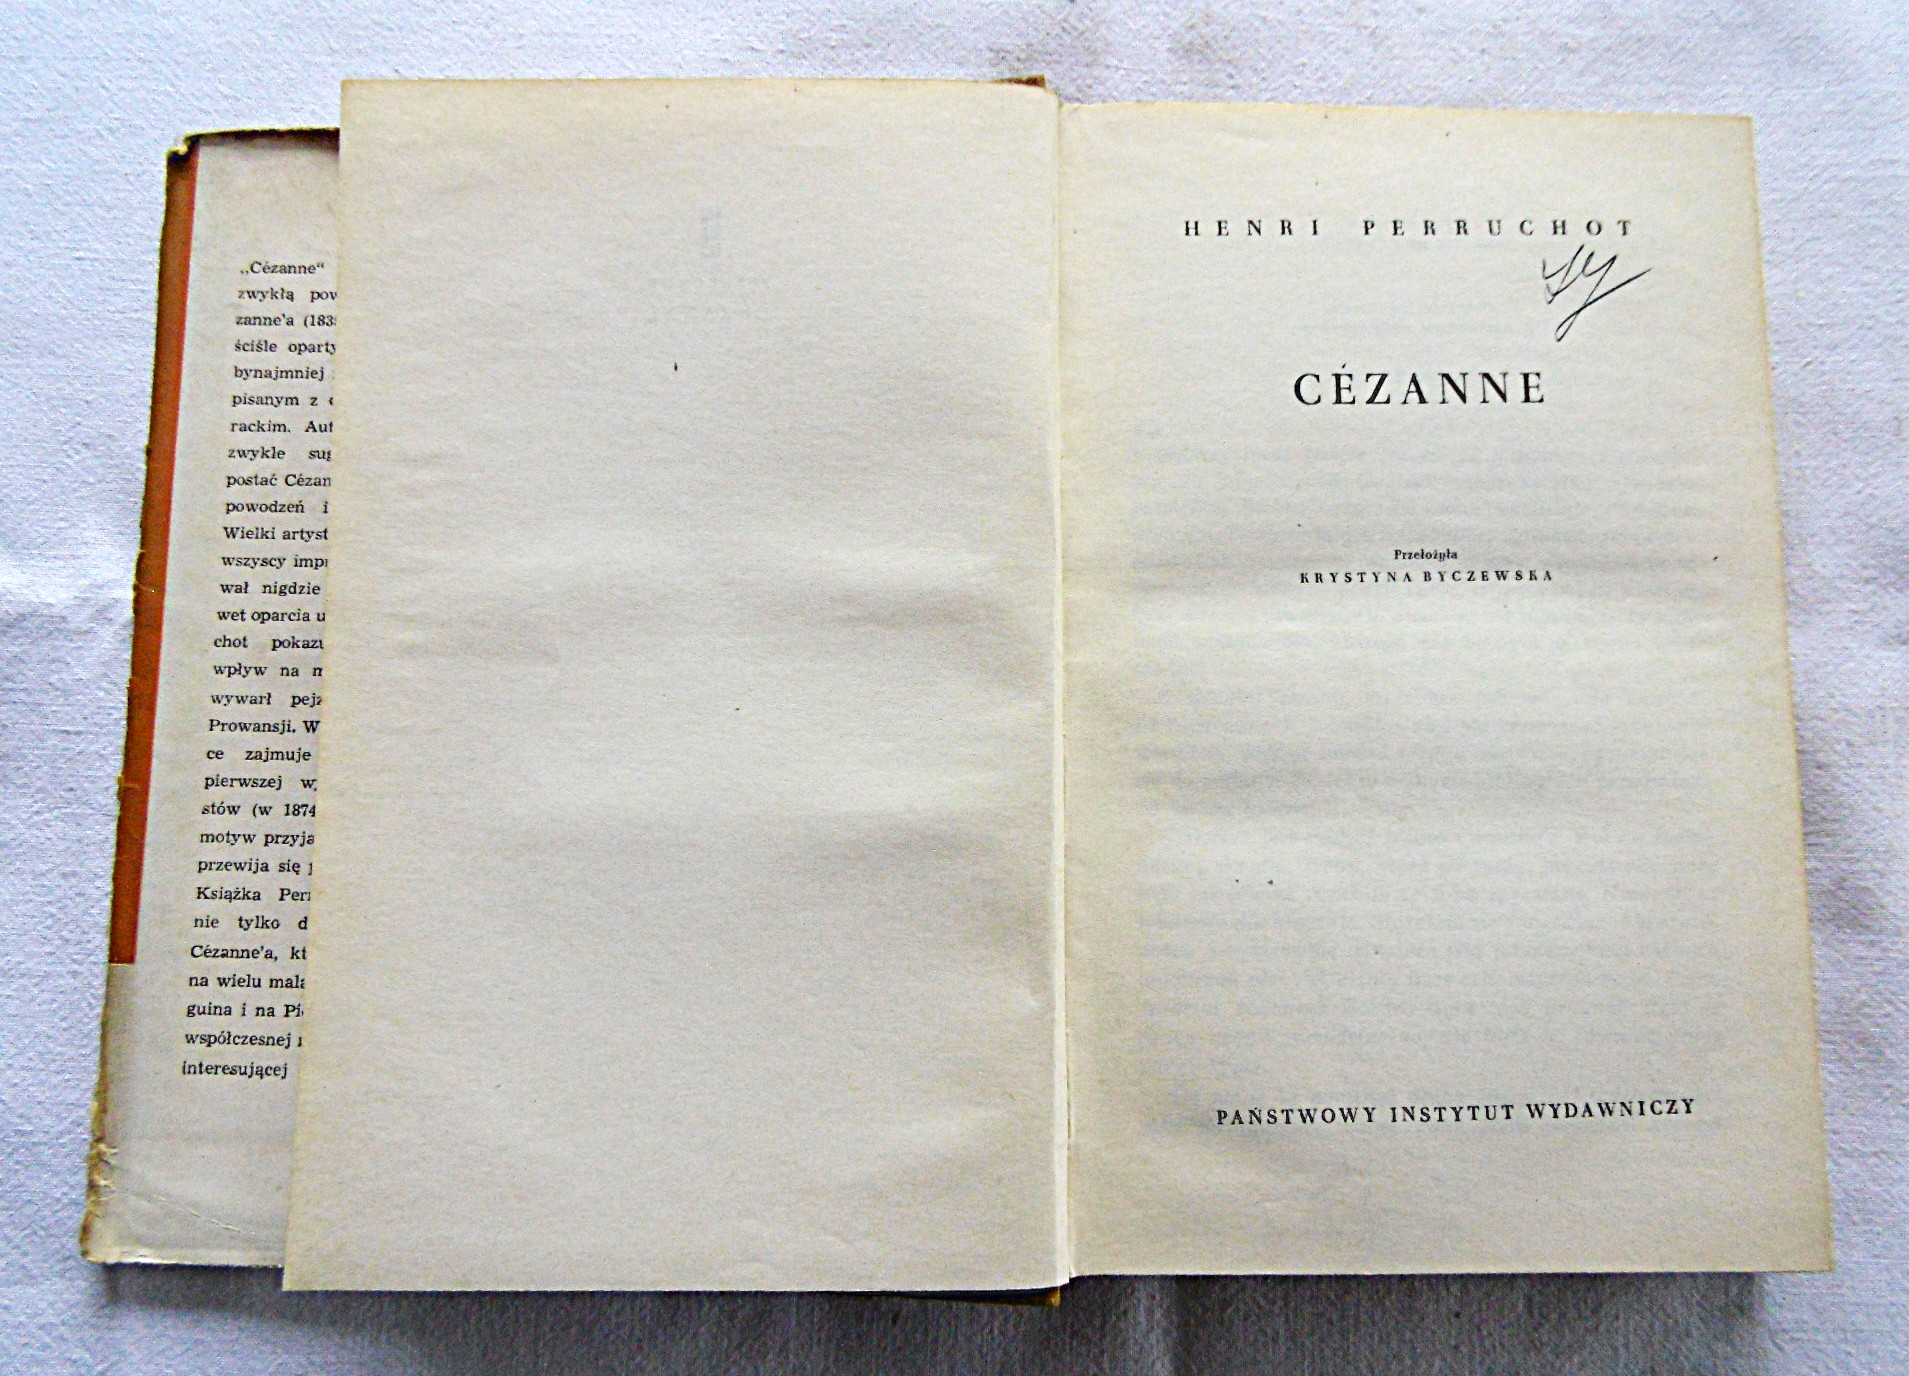 „Cézanne“
zwykłą
zanne'a
ściśle
bynajmniej
pisanym z
rackim.
zwykle
postać
powodzeń i
Wielki
wszyscy
wał nigdzie
wet oparcia u
chot
wpływ na
wywarł
Prowansji. W
ce zajmuje
pierwszej
stów (w 1874
motyw
przewija się
Książka
nie tylko
Cézanne'a,
na wielu
guina i na
współczesnej
interesującej
HENRI PERRUCHOT
CÉZANNE
Przełożyła
KRYSTYNA BYCZEWSKA
PAŃSTWOWY INSTYTUT WYDAWNICZY